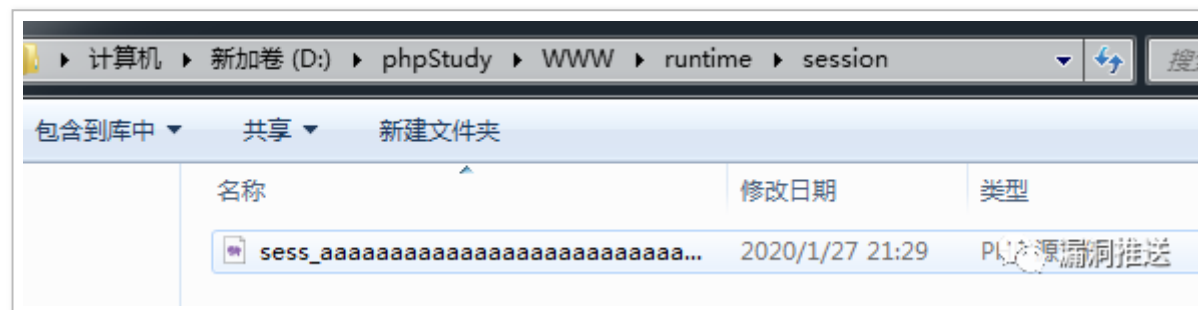 计算机 新加卷 (D:) phpStudy WWW runtime session
包含到库中 共享 新建文件夹
名称 修改日期 类型
sess_aaaaaaaaaaaaaaaaaaaaaaaaaa... 2020/1/27 21:29 源漏洞推送